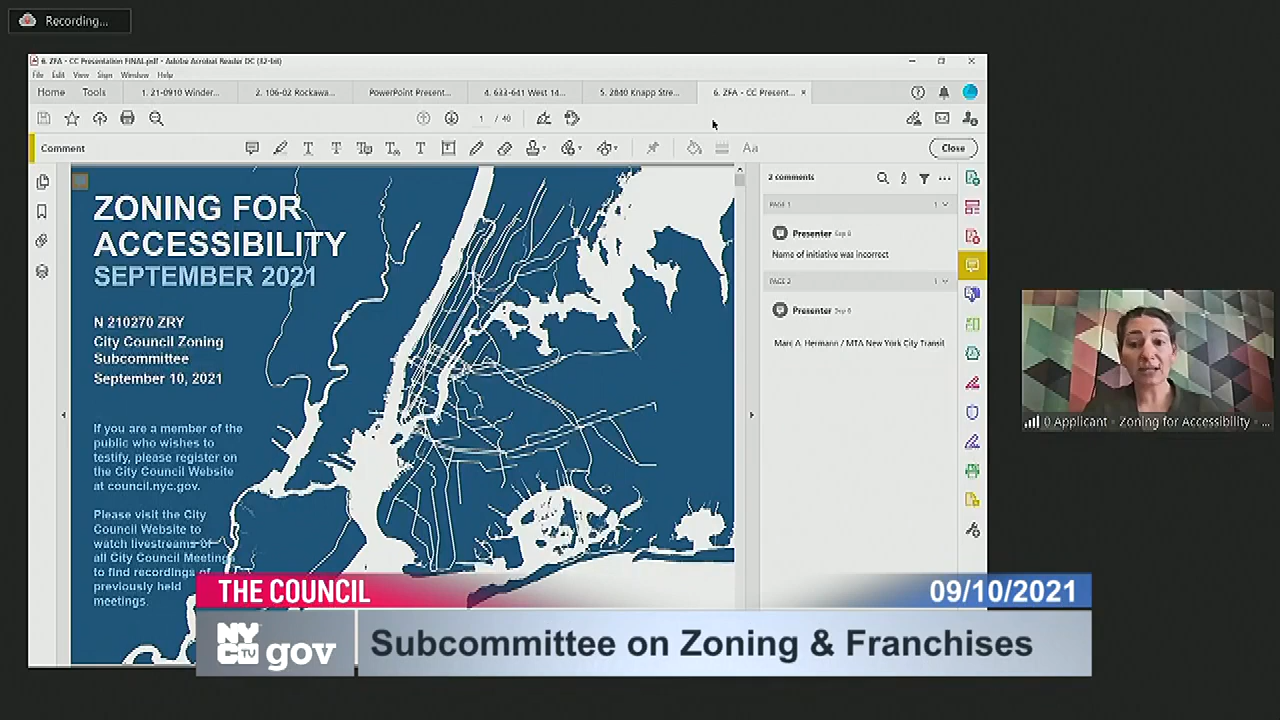 Recording...
6. ZFA - CC Presentation FINAL.pdf - Adobe Acrobat Reader DC (32-bit)
File Edit View Sign Window Help
Home Tools 1. 21-0910 Winder... 2. 106-02 Rockawa... PowerPoint Present... 4. 633-641 West 14... 5. 2840 Knapp Stre... 6. ZFA - CC Present... ×
1 / 40
Comment
Close
ZONING FOR
ACCESSIBILITY
SEPTEMBER 2021
N 210270 ZRY
City Council Zoning
Subcommittee
September 10, 2021
If you are a member of the
public who wishes to
testify, please register on
the City Council Website
at council.nyc.gov.
Please visit the City
Council Website to
watch livestreams of
all City Council Meetings
to find recordings of
previously held
meetings.
2 comments
PAGE 1 1
Presenter Sep 8
Name of initiative was incorrect
PAGE 2 1
Presenter Sep 8
Marc A. Hermann / MTA New York City Transit
0 Applicant - Zoning for Accessibility - ...
THE COUNCIL
09/10/2021
NYC TV gov
Subcommittee on Zoning & Franchises